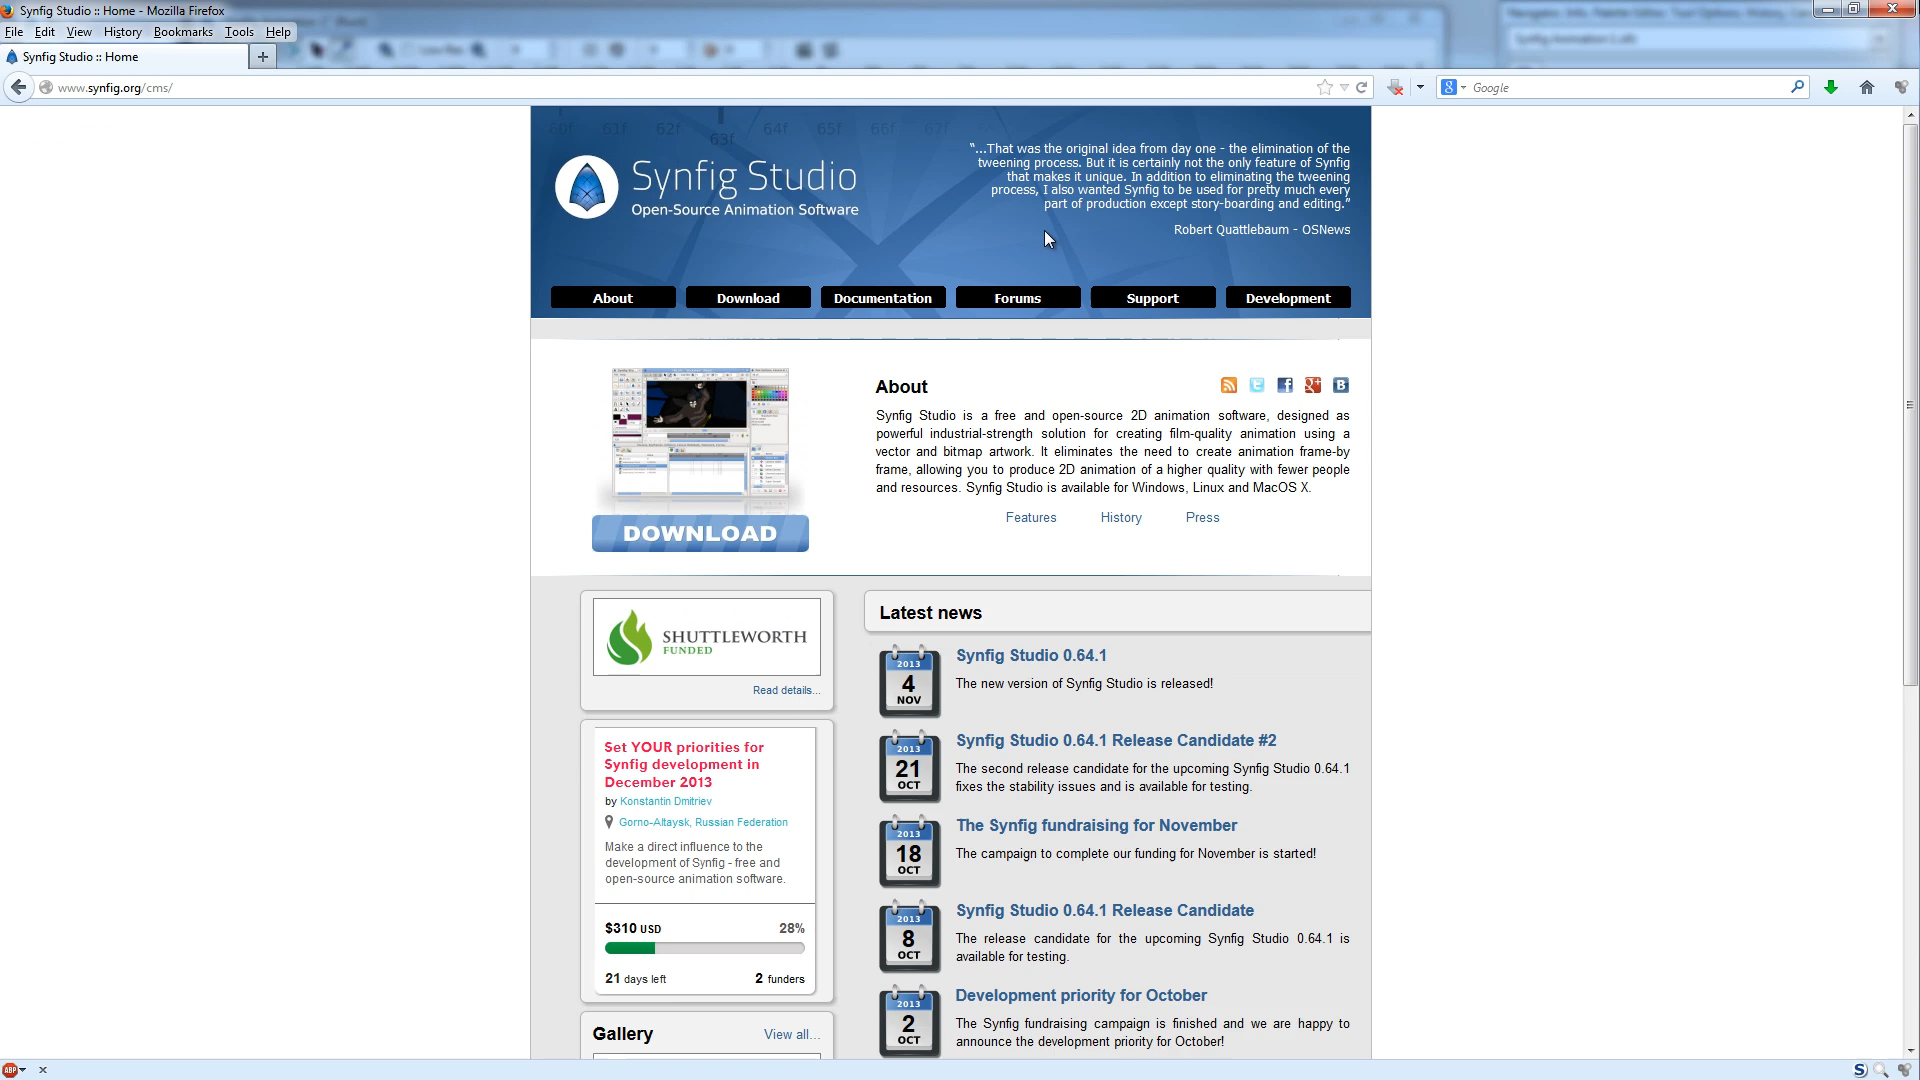 Synfig Studio :: Home - Mozilla Firefox
File Edit View History Bookmarks Tools Help
Synfig Studio :: Home
www.synfig.org/cms/
Google
60f 61f 62f 63f 64f 65f 66f 67f
Synfig Studio
Open-Source Animation Software
“...That was the original idea from day one - the elimination of the
tweening process. But it is certainly not the only feature of Synfig
that makes it unique. In addition to eliminating the tweening
process, I also wanted Synfig to be used for pretty much every
part of production except story-boarding and editing.”
Robert Quattlebaum - OSNews
About Download Documentation Forums Support Development
DOWNLOAD
About
Synfig Studio is a free and open-source 2D animation software, designed as
powerful industrial-strength solution for creating film-quality animation using a
vector and bitmap artwork. It eliminates the need to create animation frame-by
frame, allowing you to produce 2D animation of a higher quality with fewer people
and resources. Synfig Studio is available for Windows, Linux and MacOS X.
Features History Press
SHUTTLEWORTH
FUNDED
Read details...
Set YOUR priorities for
Synfig development in
December 2013
by Konstantin Dmitriev
Gorno-Altaysk, Russian Federation
Make a direct influence to the
development of Synfig - free and
open-source animation software.
$310 USD 28%
21 days left 2 funders
Gallery View all...
Latest news
2013
4
NOV
Synfig Studio 0.64.1
The new version of Synfig Studio is released!
2013
21
OCT
Synfig Studio 0.64.1 Release Candidate #2
The second release candidate for the upcoming Synfig Studio 0.64.1
fixes the stability issues and is available for testing.
2013
18
OCT
The Synfig fundraising for November
The campaign to complete our funding for November is started!
2013
8
OCT
Synfig Studio 0.64.1 Release Candidate
The release candidate for the upcoming Synfig Studio 0.64.1 is
available for testing.
2013
2
OCT
Development priority for October
The Synfig fundraising campaign is finished and we are happy to
announce the development priority for October!
ABP